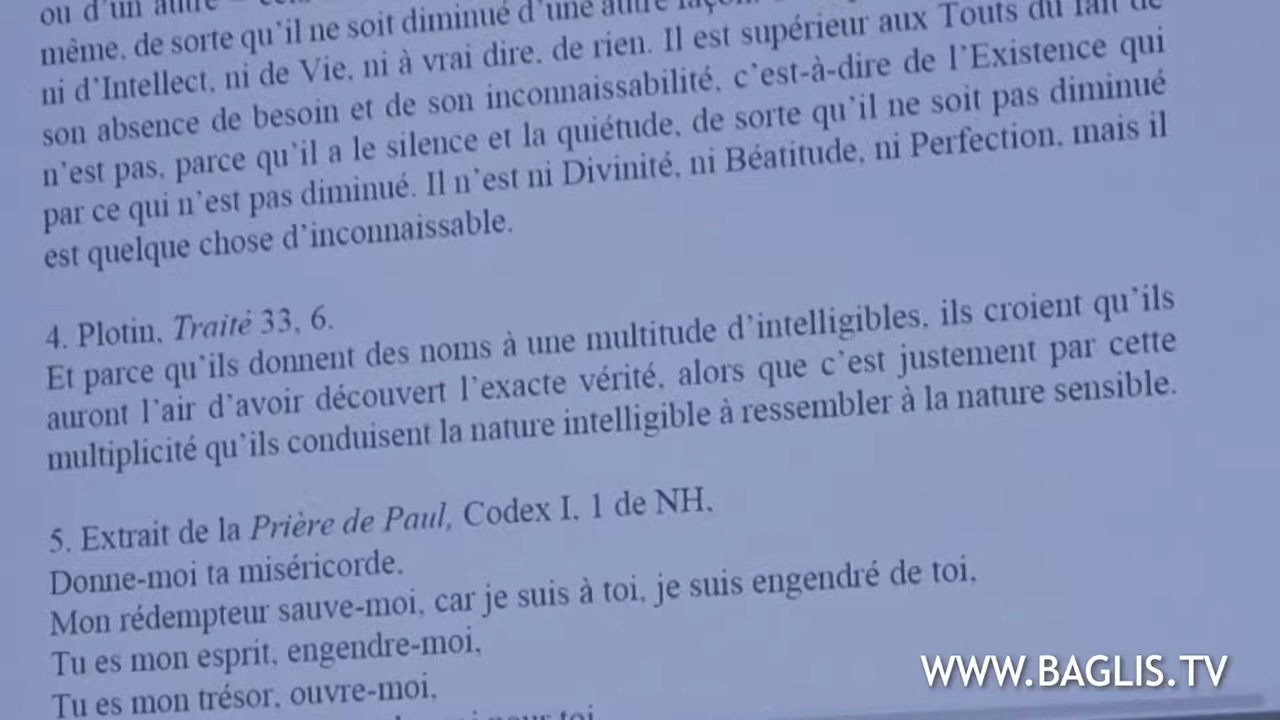 ou d'un autre
même, de sorte qu'il ne soit diminué d'une autre façon.
ni d'Intellect, ni de Vie, ni à vrai dire, de rien. Il est supérieur aux Touts du fait de
son absence de besoin et de son inconnaissabilité, c'est-à-dire de l'Existence qui
n'est pas, parce qu'il a le silence et la quiétude, de sorte qu'il ne soit pas diminué
par ce qui n'est pas diminué. Il n'est ni Divinité, ni Béatitude, ni Perfection, mais il
est quelque chose d'inconnaissable.
4. Plotin, Traité 33, 6.
Et parce qu'ils donnent des noms à une multitude d'intelligibles, ils croient qu'ils
auront l'air d'avoir découvert l'exacte vérité, alors que c'est justement par cette
multiplicité qu'ils conduisent la nature intelligible à ressembler à la nature sensible.
5. Extrait de la Prière de Paul, Codex I, 1 de NH.
Donne-moi ta miséricorde.
Mon rédempteur sauve-moi, car je suis à toi, je suis engendré de toi,
Tu es mon esprit, engendre-moi,
Tu es mon trésor, ouvre-moi,
WWW.BAGLIS.TV